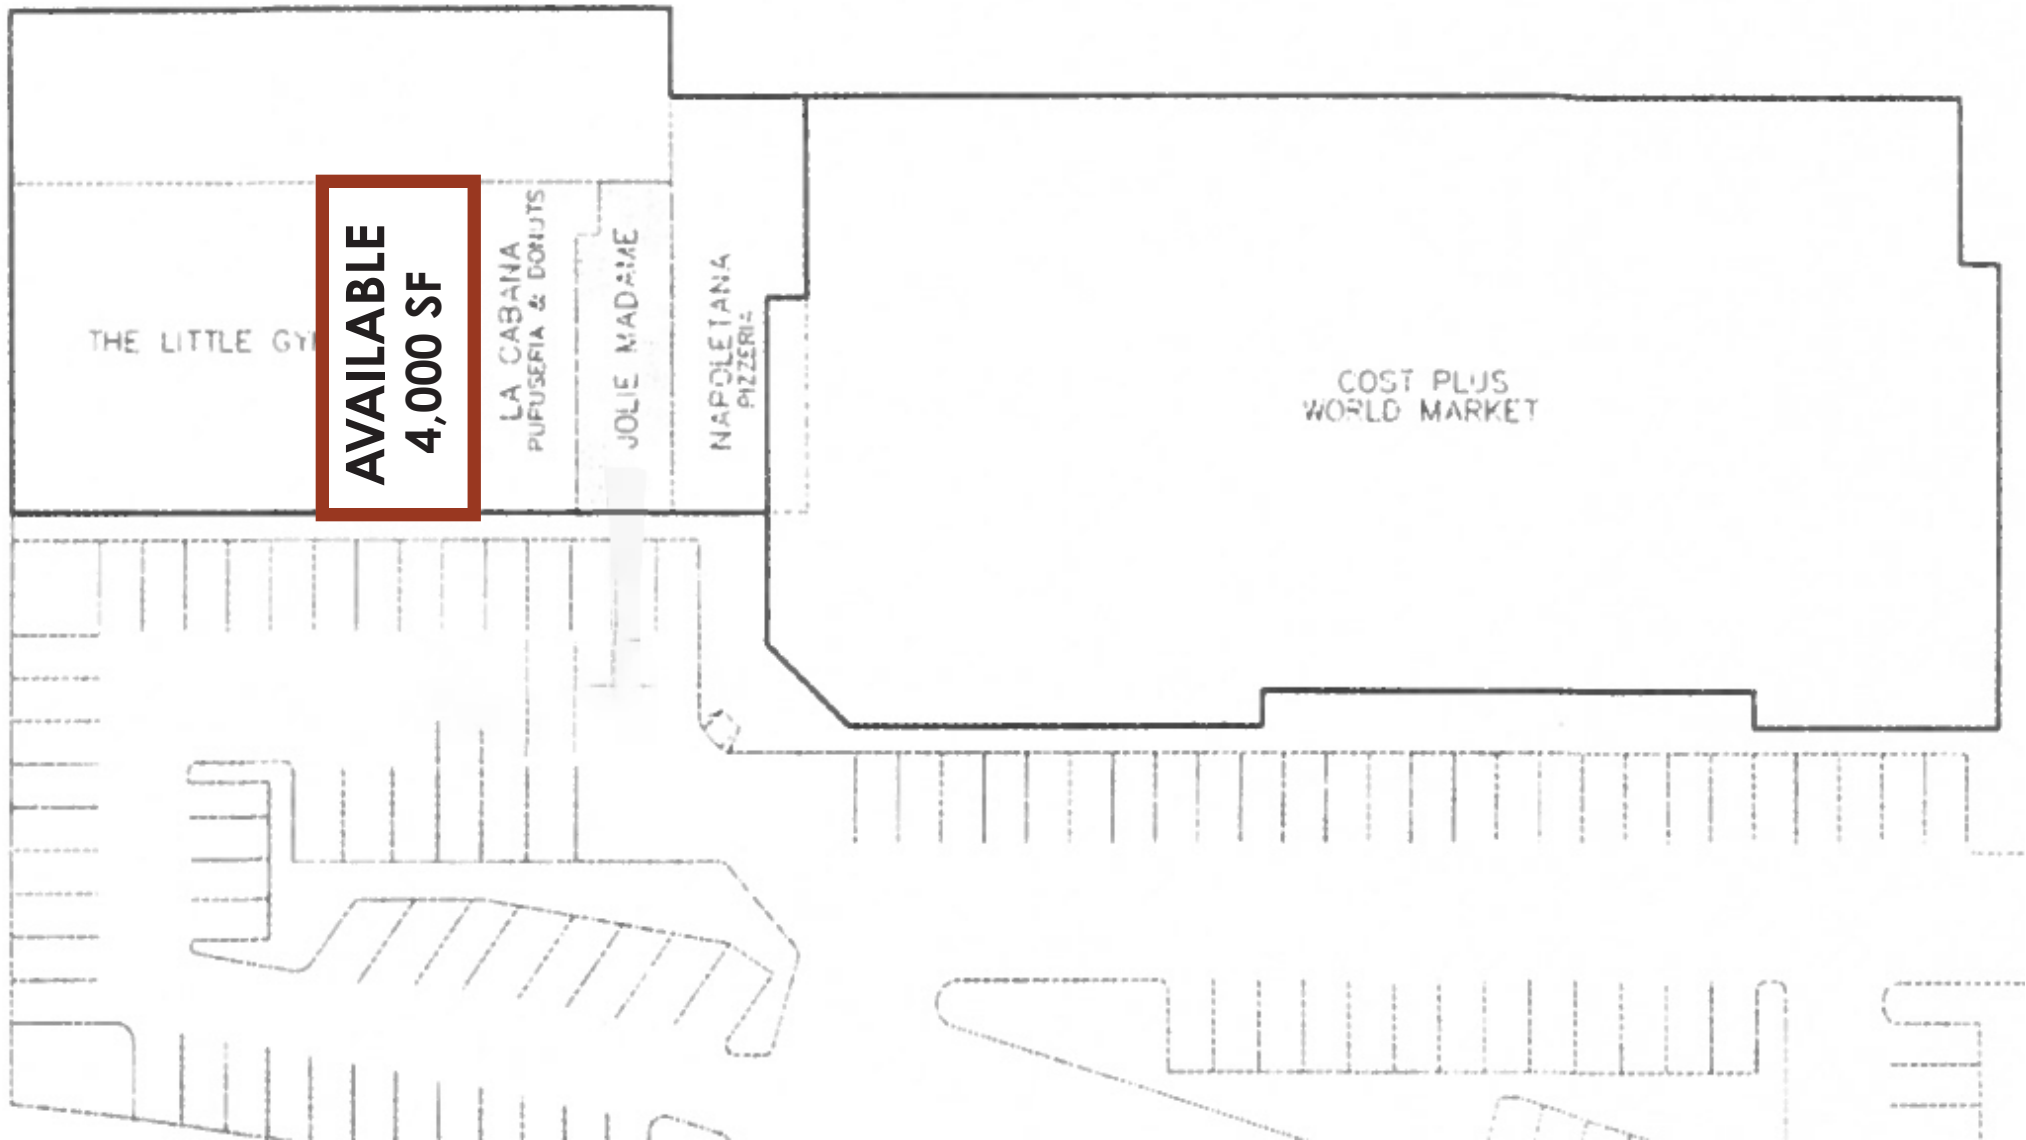 THE LITTLE GY
AVAILABLE
4,000 SF
LA CABANA
PUPUSERIA & DONUTS
JOLIE MADAME
NAPOLETANA
PIZZERIA
COST PLUS
WORLD MARKET